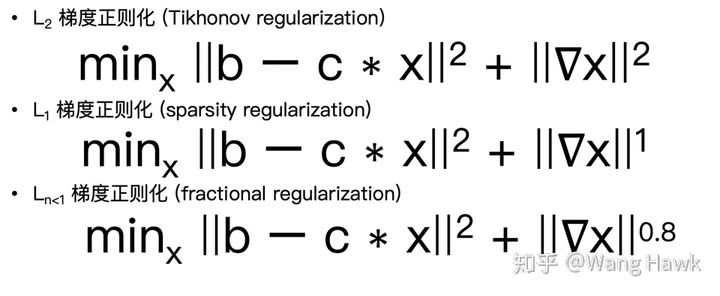 • L₂ 梯度正则化 (Tikhonov regularization)
minₓ ||b − c ∗ x||² + ||∇x||²
• L₁ 梯度正则化 (sparsity regularization)
minₓ ||b − c ∗ x||² + ||∇x||¹
• Lₙ<₁ 梯度正则化 (fractional regularization)
minₓ ||b − c ∗ x||² + ||∇x||⁰·⁸
知乎 @Wang Hawk